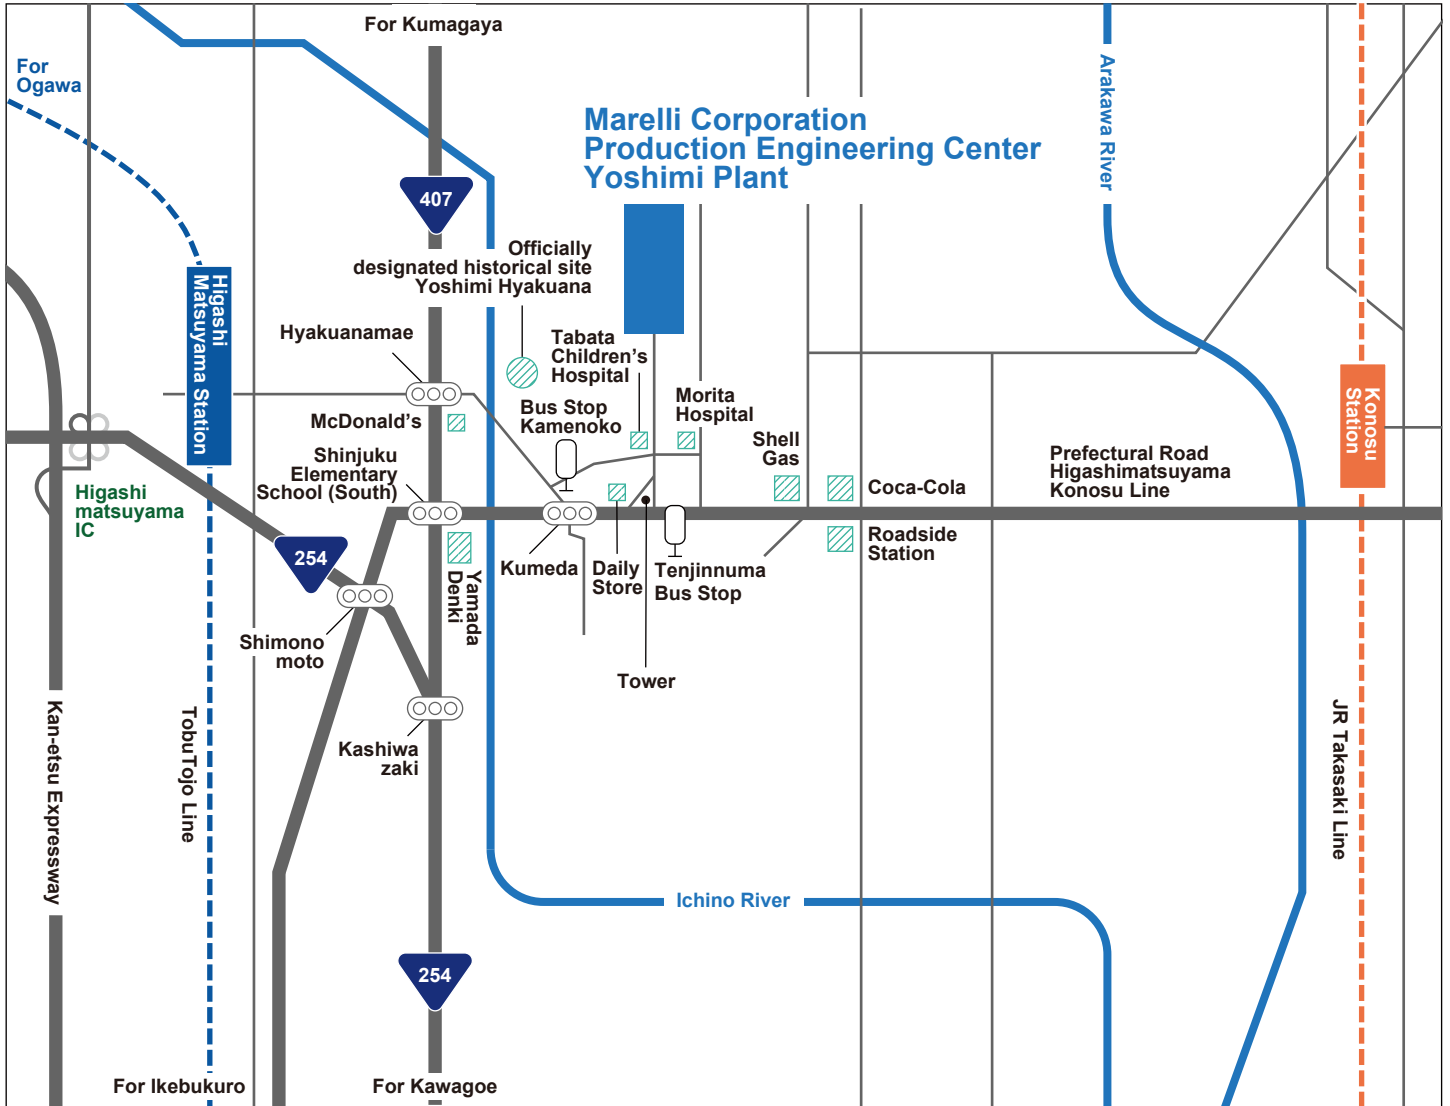 For Kumagaya
For
Ogawa
Marelli Corporation
Production Engineering Center
Yoshimi Plant
Arakawa River
407
Officially
designated historical site
Yoshimi Hyakuana
Higashi
Matsuyama Station
Hyakuanamae
Tabata
Children's
Hospital
Morita
Hospital
Konosu
Station
McDonald's
Bus Stop
Kamenoko
Shinjuku
Elementary
School (South)
Shell
Gas
Prefectural Road
Higashimatsuyama
Konosu Line
Coca-Cola
Higashi
matsuyama
IC
Roadside
Station
254
Kumeda
Daily
Store
Tenjinnuma
Bus Stop
Yamada
Denki
Shimono
moto
Tower
Kashiwa
zaki
Kan-etsu Expressway
TobuTojo Line
JR Takasaki Line
Ichino River
254
For Ikebukuro
For Kawagoe